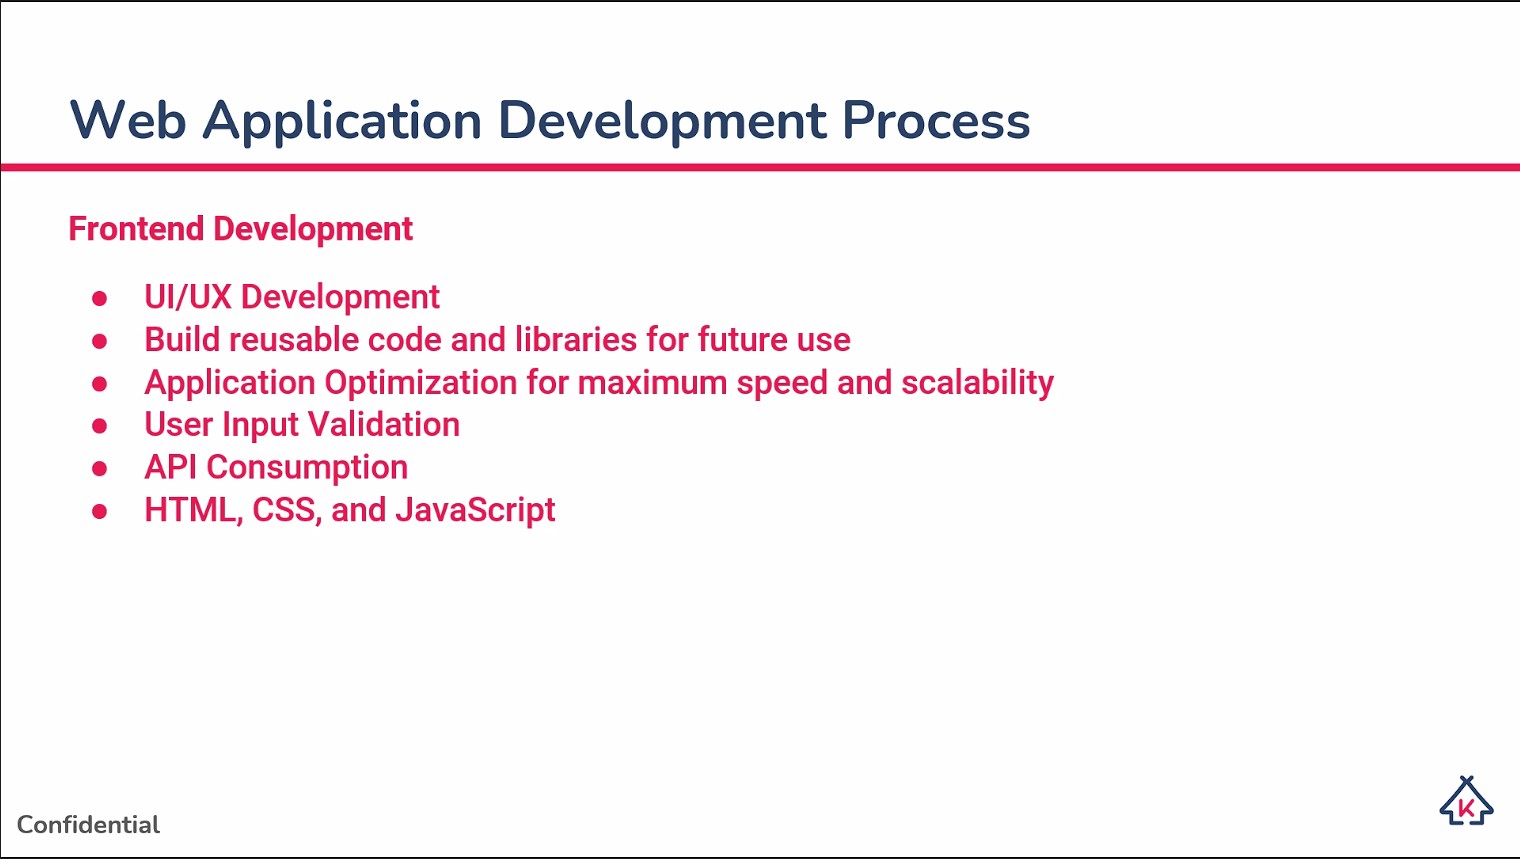 Web Application Development Process
Frontend Development
● UI/UX Development
● Build reusable code and libraries for future use
● Application Optimization for maximum speed and scalability
● User Input Validation
● API Consumption
● HTML, CSS, and JavaScript
K
Confidential